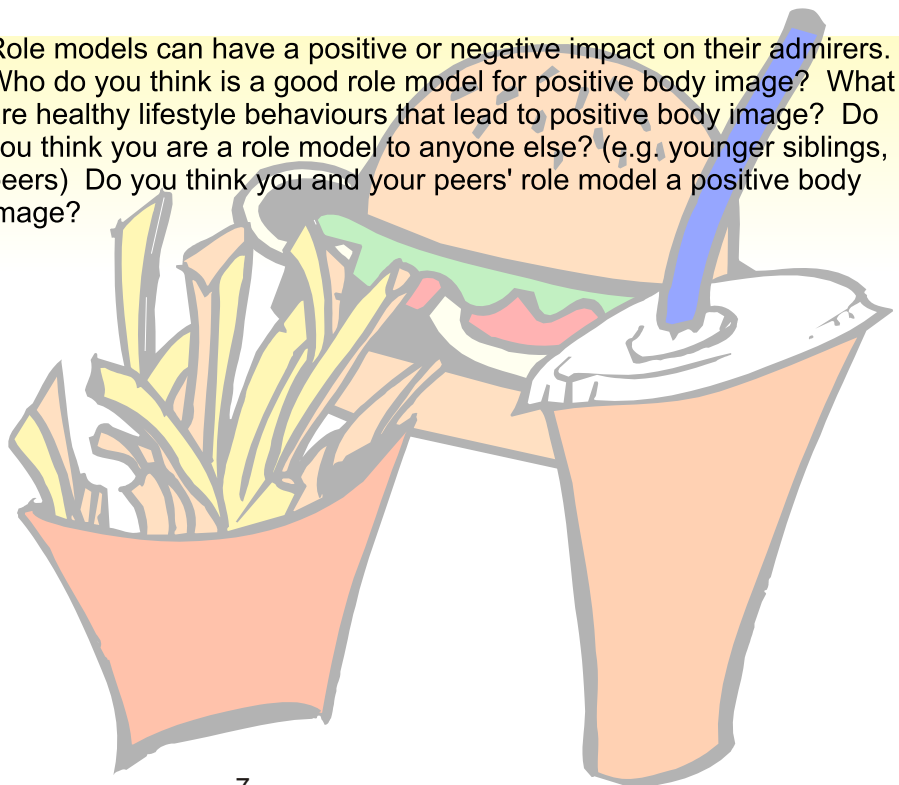 Role models can have a positive or negative impact on their admirers.
Who do you think is a good role model for positive body image?  What
re healthy lifestyle behaviours that lead to positive body image?  Do
ou think you are a role model to anyone else? (e.g. younger siblings,
peers)  Do you think you and your peers' role model a positive body
mage?
7